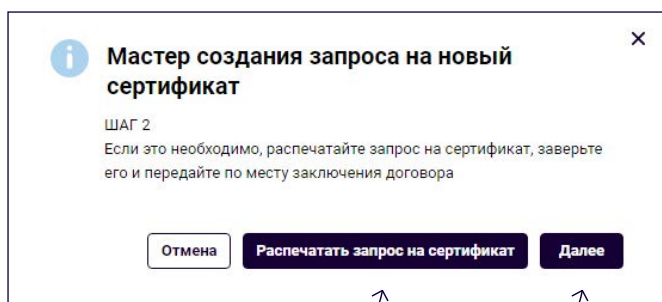 Мастер создания запроса на новый
сертификат
ШАГ 2
Если это необходимо, распечатайте запрос на сертификат, заверьте
его и передайте по месту заключения договора
Отмена
Распечатать запрос на сертификат
Далее